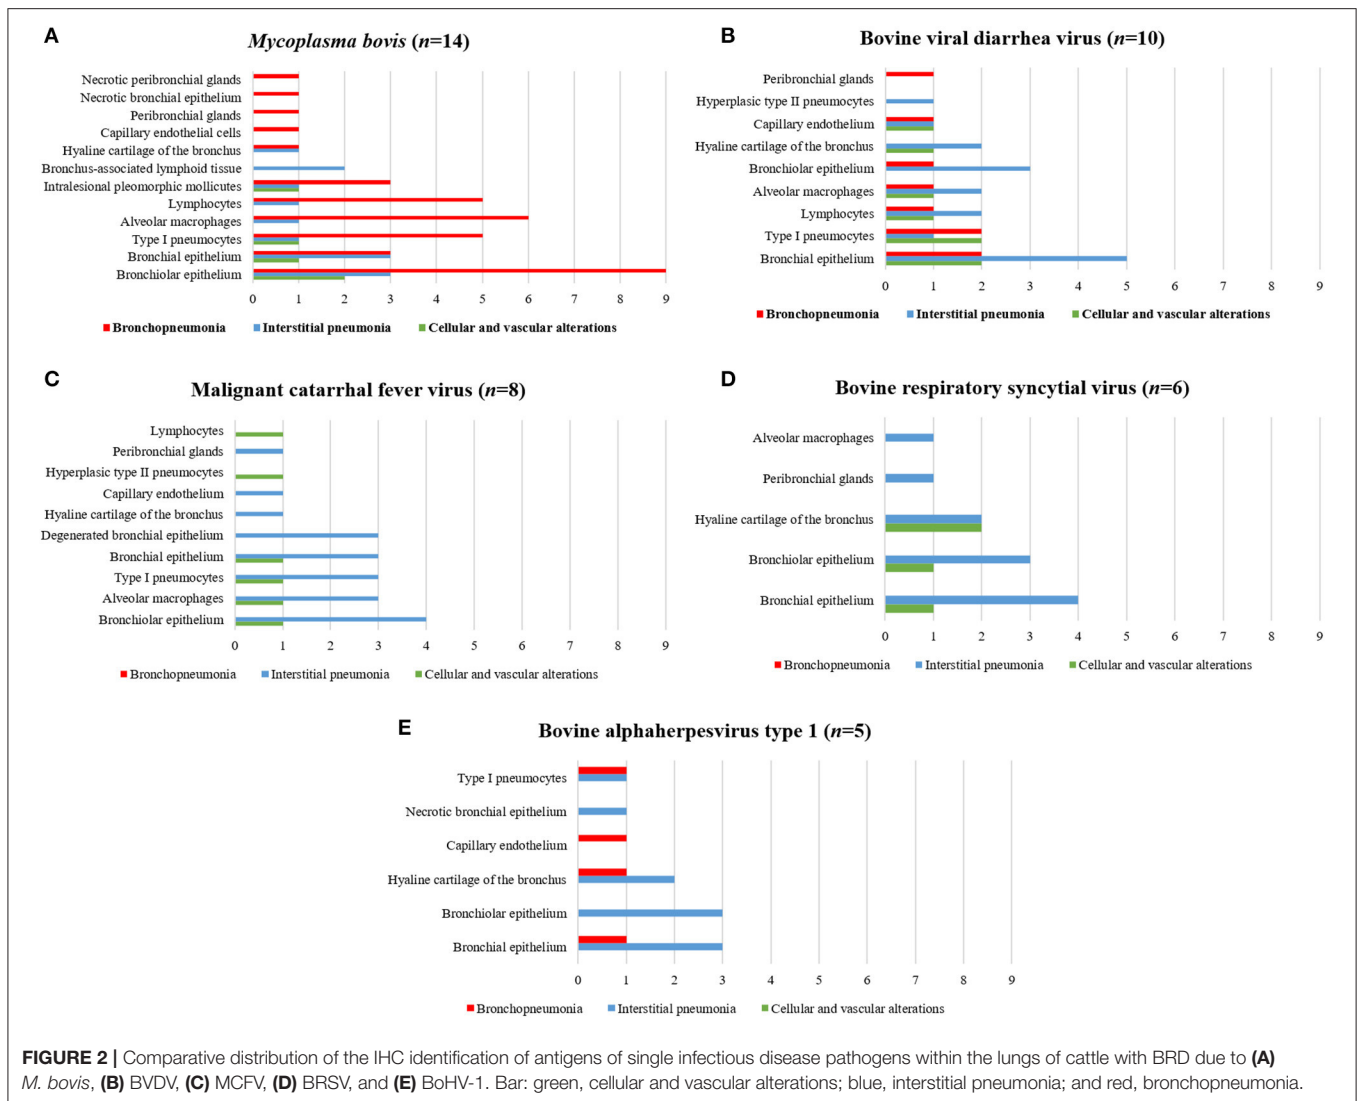 A
Mycoplasma bovis (n=14)
Necrotic peribronchial glands
Necrotic bronchial epithelium
Peribronchial glands
Capillary endothelial cells
Hyaline cartilage of the bronchus
Bronchus-associated lymphoid tissue
Intralesional pleomorphic mollicutes
Lymphocytes
Alveolar macrophages
Type I pneumocytes
Bronchial epithelium
Bronchiolar epithelium
0 1 2 3 4 5 6 7 8 9
Bronchopneumonia Interstitial pneumonia Cellular and vascular alterations
B
Bovine viral diarrhea virus (n=10)
Peribronchial glands
Hyperplasic type II pneumocytes
Capillary endothelium
Hyaline cartilage of the bronchus
Bronchiolar epithelium
Alveolar macrophages
Lymphocytes
Type I pneumocytes
Bronchial epithelium
0 1 2 3 4 5 6 7 8 9
Bronchopneumonia Interstitial pneumonia Cellular and vascular alterations
C
Malignant catarrhal fever virus (n=8)
Lymphocytes
Peribronchial glands
Hyperplasic type II pneumocytes
Capillary endothelium
Hyaline cartilage of the bronchus
Degenerated bronchial epithelium
Bronchial epithelium
Type I pneumocytes
Alveolar macrophages
Bronchiolar epithelium
0 1 2 3 4 5 6 7 8 9
Bronchopneumonia Interstitial pneumonia Cellular and vascular alterations
D
Bovine respiratory syncytial virus (n=6)
Alveolar macrophages
Peribronchial glands
Hyaline cartilage of the bronchus
Bronchiolar epithelium
Bronchial epithelium
0 1 2 3 4 5 6 7 8 9
Bronchopneumonia Interstitial pneumonia Cellular and vascular alterations
E
Bovine alphaherpesvirus type 1 (n=5)
Type I pneumocytes
Necrotic bronchial epithelium
Capillary endothelium
Hyaline cartilage of the bronchus
Bronchiolar epithelium
Bronchial epithelium
0 1 2 3 4 5 6 7 8 9
Bronchopneumonia Interstitial pneumonia Cellular and vascular alterations
FIGURE 2 | Comparative distribution of the IHC identification of antigens of single infectious disease pathogens within the lungs of cattle with BRD due to (A)
M. bovis, (B) BVDV, (C) MCFV, (D) BRSV, and (E) BoHV-1. Bar: green, cellular and vascular alterations; blue, interstitial pneumonia; and red, bronchopneumonia.